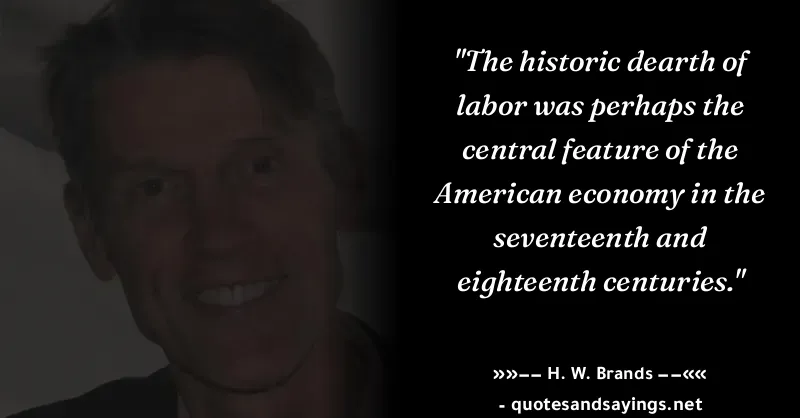 "The historic dearth of
labor was perhaps the
central feature of the
American economy in the
seventeenth and
eighteenth centuries."
»»−− H. W. Brands −−««
- quotesandsayings.net